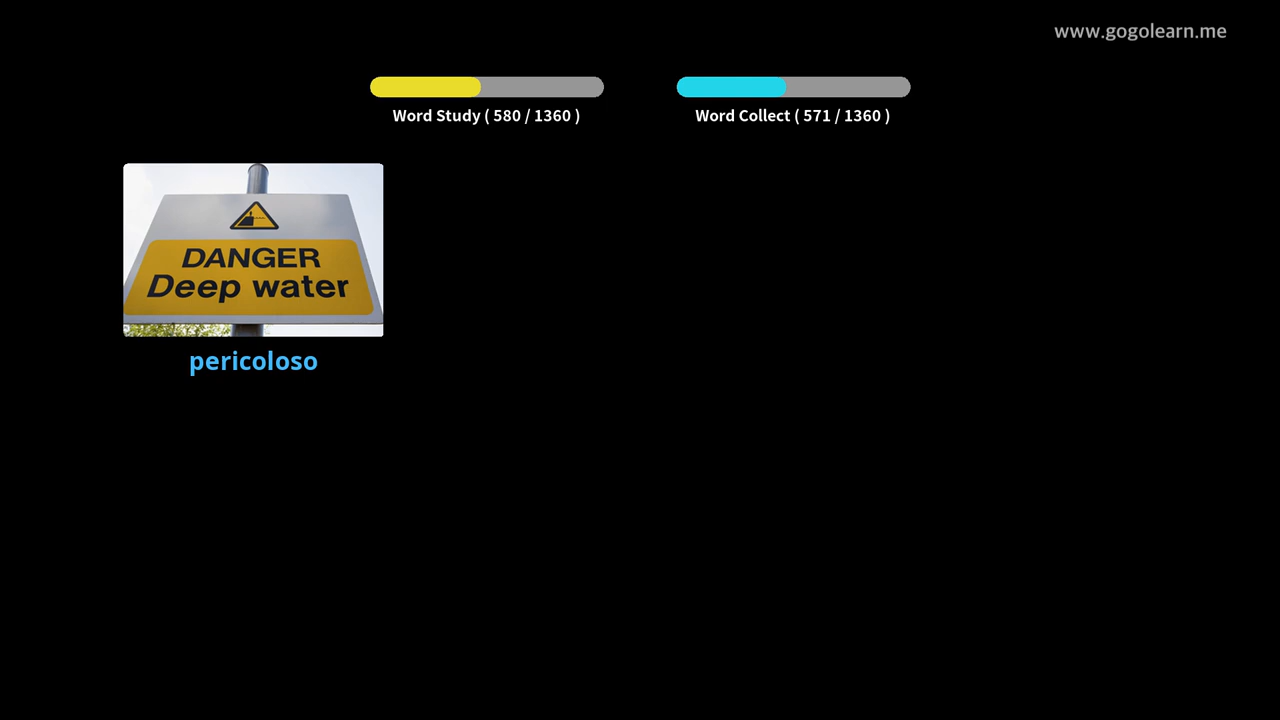 www.gogolearn.me
Word Study ( 580 / 1360 )
Word Collect ( 571 / 1360 )
DANGER
Deep water
pericoloso